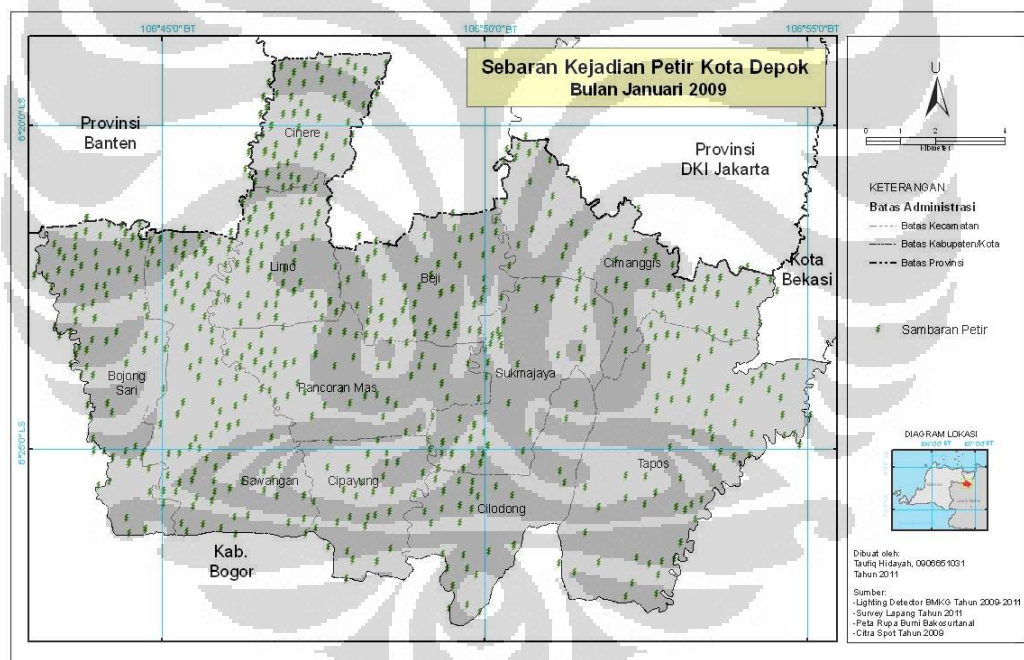 106°45'0"BT
106°50'0"BT
106°55'0"BT
6°20'0"LS
6°25'0"LS
Sebaran Kejadian Petir Kota Depok
Bulan Januari 2009
Provinsi
Banten
Provinsi
DKI Jakarta
Kota
Bekasi
Kab.
Bogor
Cinere
Limo
Beji
Cimanggis
Bojong
Sari
Pancoran Mas
Sukmajaya
Sawangan
Cipayung
Cilodong
Tapos
U
0 1 2 4
Kilometer
KETERANGAN
Batas Administrasi
Batas Kecamatan
Batas Kabupaten/Kota
Batas Provinsi
Sambaran Petir
DIAGRAM LOKASI
Dibuat oleh:
Taufiq Hidayah, 0906651031
Tahun 2011
Sumber:
-Lighting Detector BMKG Tahun 2009-2011
-Survey Lapang Tahun 2011
-Peta Rupa Bumi Bakosurtanal
-Citra Spot Tahun 2009